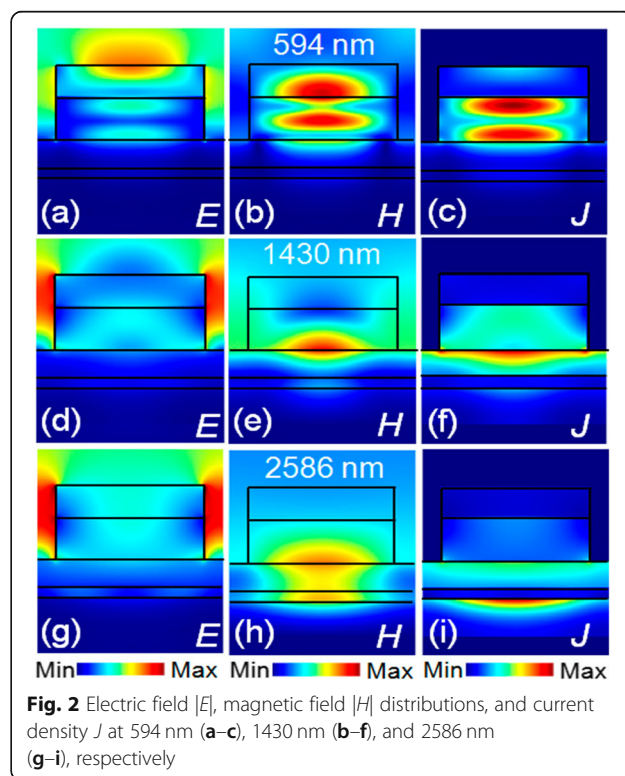 594 nm
(a) E (b) H (c) J
1430 nm
(d) E (e) H (f) J
2586 nm
(g) E (h) H (i) J
Min Max Min Max Min Max
Fig. 2 Electric field |E|, magnetic field |H| distributions, and current
density J at 594 nm (a–c), 1430 nm (b–f), and 2586 nm
(g–i), respectively